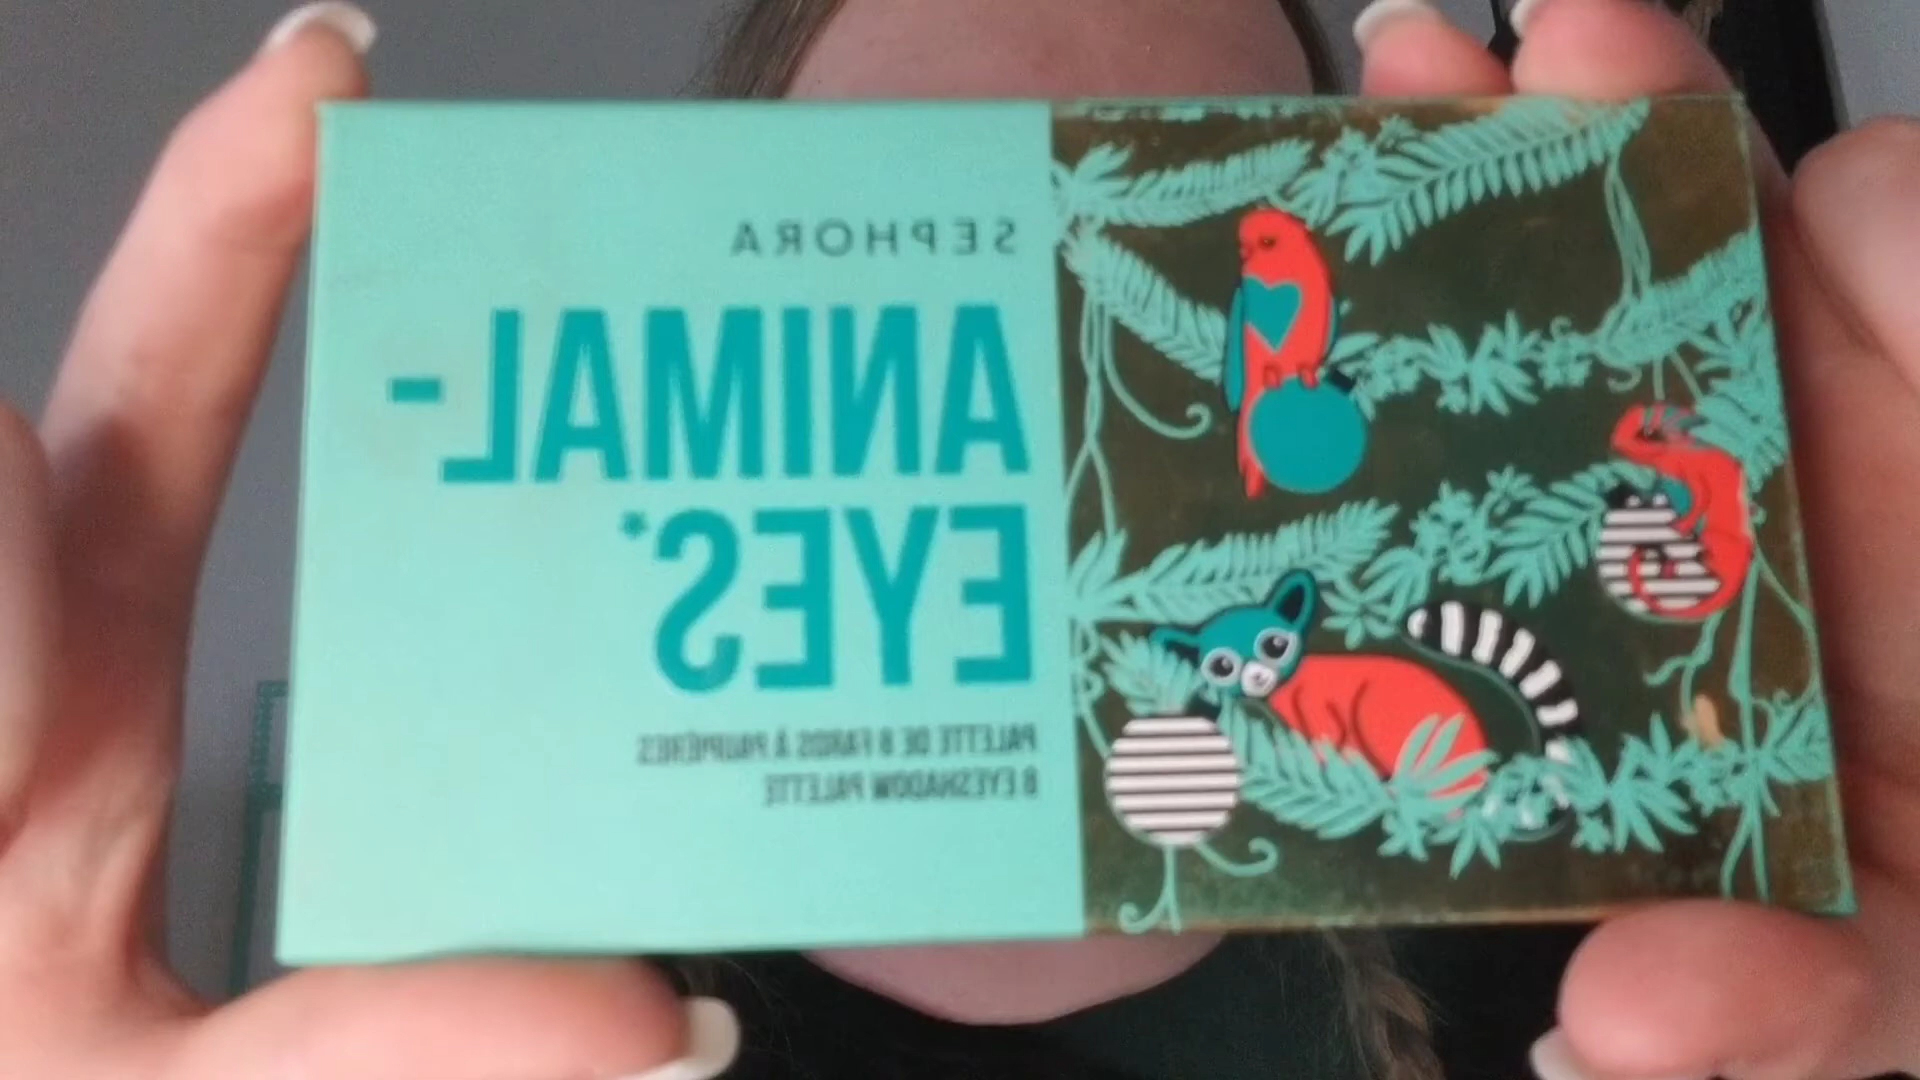 SEPHORA
ANIMAL-
EYES*
PALETTE DE 8 FARDS À PAUPIÈRES
8 EYESHADOW PALETTE